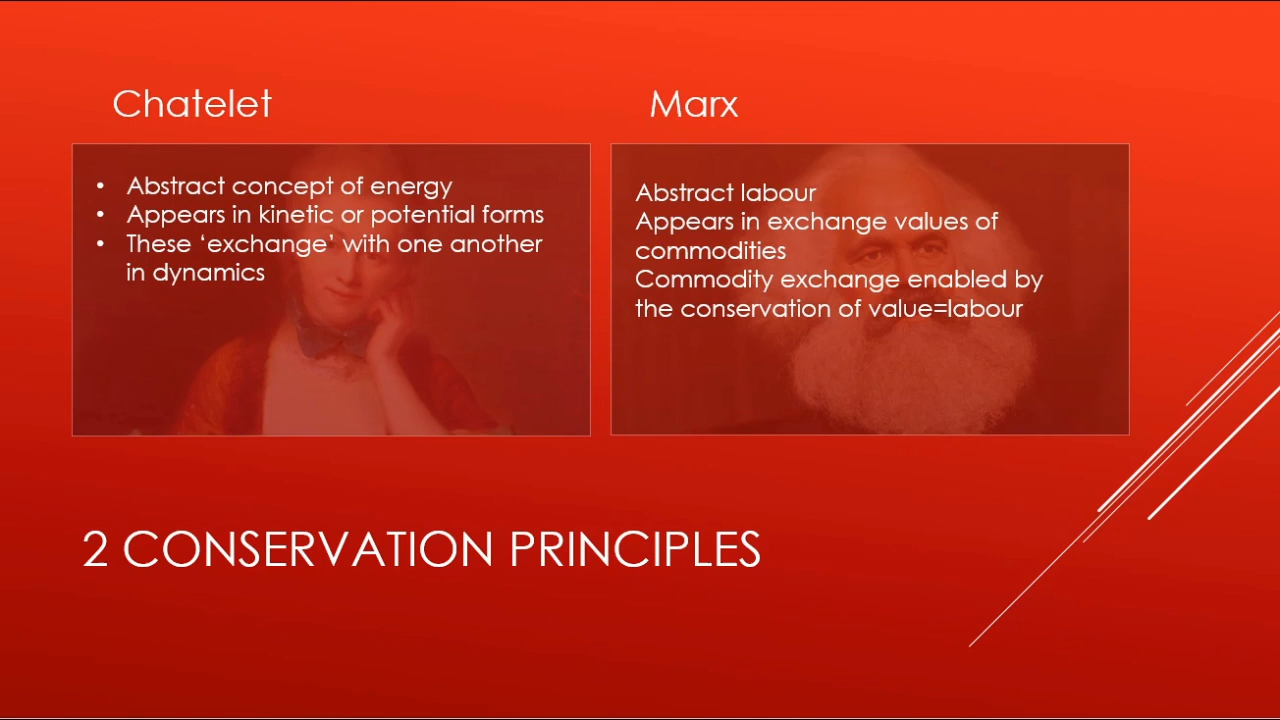 Chatelet
• Abstract concept of energy
• Appears in kinetic or potential forms
• These ‘exchange’ with one another
in dynamics
Marx
Abstract labour
Appears in exchange values of
commodities
Commodity exchange enabled by
the conservation of value=labour
2 CONSERVATION PRINCIPLES